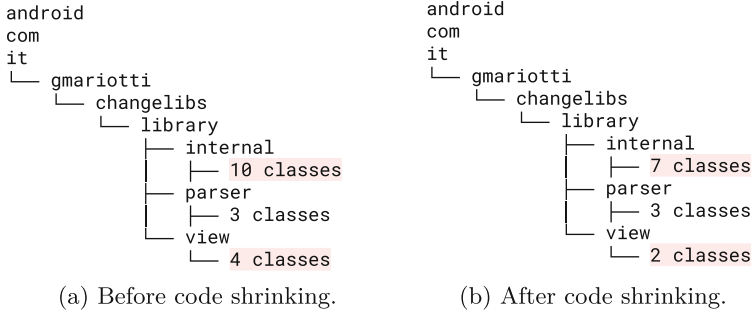 android
com
it
└── gmariotti
    └── changelibs
        └── library
            ├── internal
            │   ├── 10 classes
            ├── parser
            │   ├── 3 classes
            └── view
                └── 4 classes
(a) Before code shrinking.
android
com
it
└── gmariotti
    └── changelibs
        └── library
            ├── internal
            │   ├── 7 classes
            ├── parser
            │   ├── 3 classes
            └── view
                └── 2 classes
(b) After code shrinking.